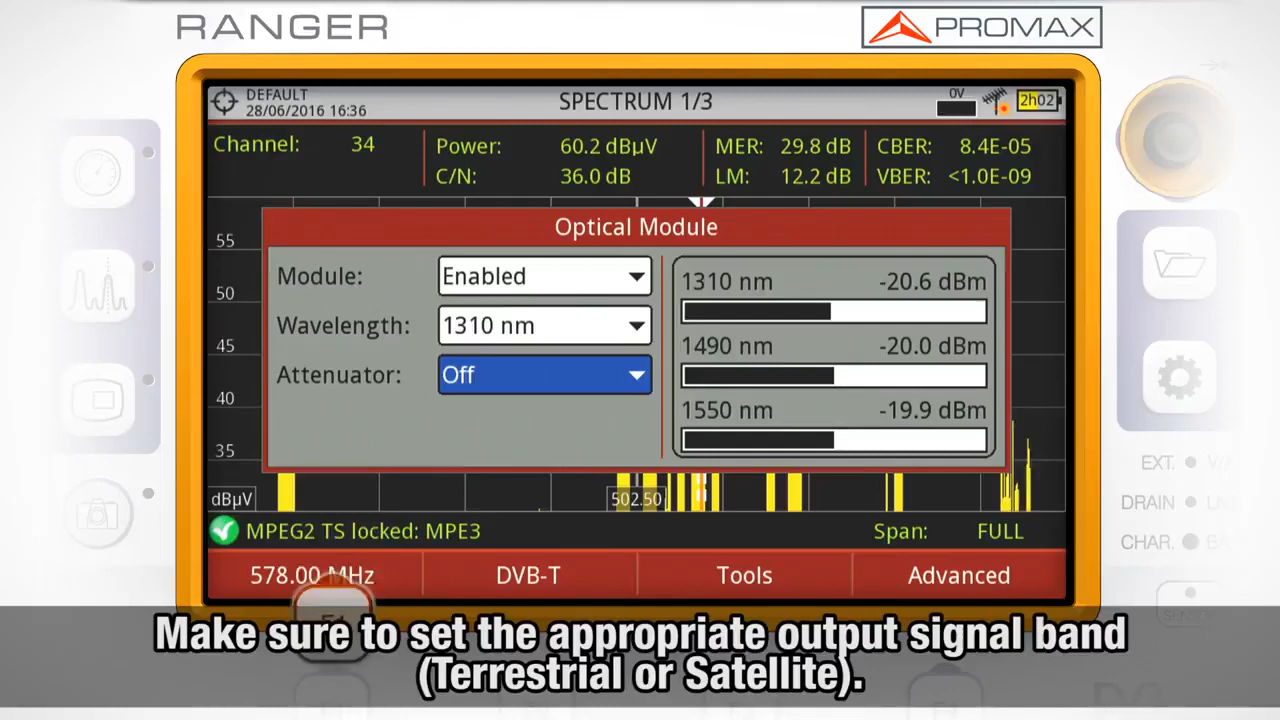 RANGER
PROMAX
DEFAULT
28/06/2016 16:36
SPECTRUM 1/3
0V
2h02
Channel: 34
Power: 60.2 dBµV
MER: 29.8 dB
CBER: 8.4E-05
C/N: 36.0 dB
LM: 12.2 dB
VBER: <1.0E-09
Optical Module
55
50
45
40
35
dBµV
Module: Enabled
Wavelength: 1310 nm
Attenuator: Off
1310 nm -20.6 dBm
1490 nm -20.0 dBm
1550 nm -19.9 dBm
502.50
MPEG2 TS locked: MPE3
Span: FULL
578.00 MHz
DVB-T
Tools
Advanced
EXT.
DRAIN
CHAR.
Make sure to set the appropriate output signal band
(Terrestrial or Satellite).